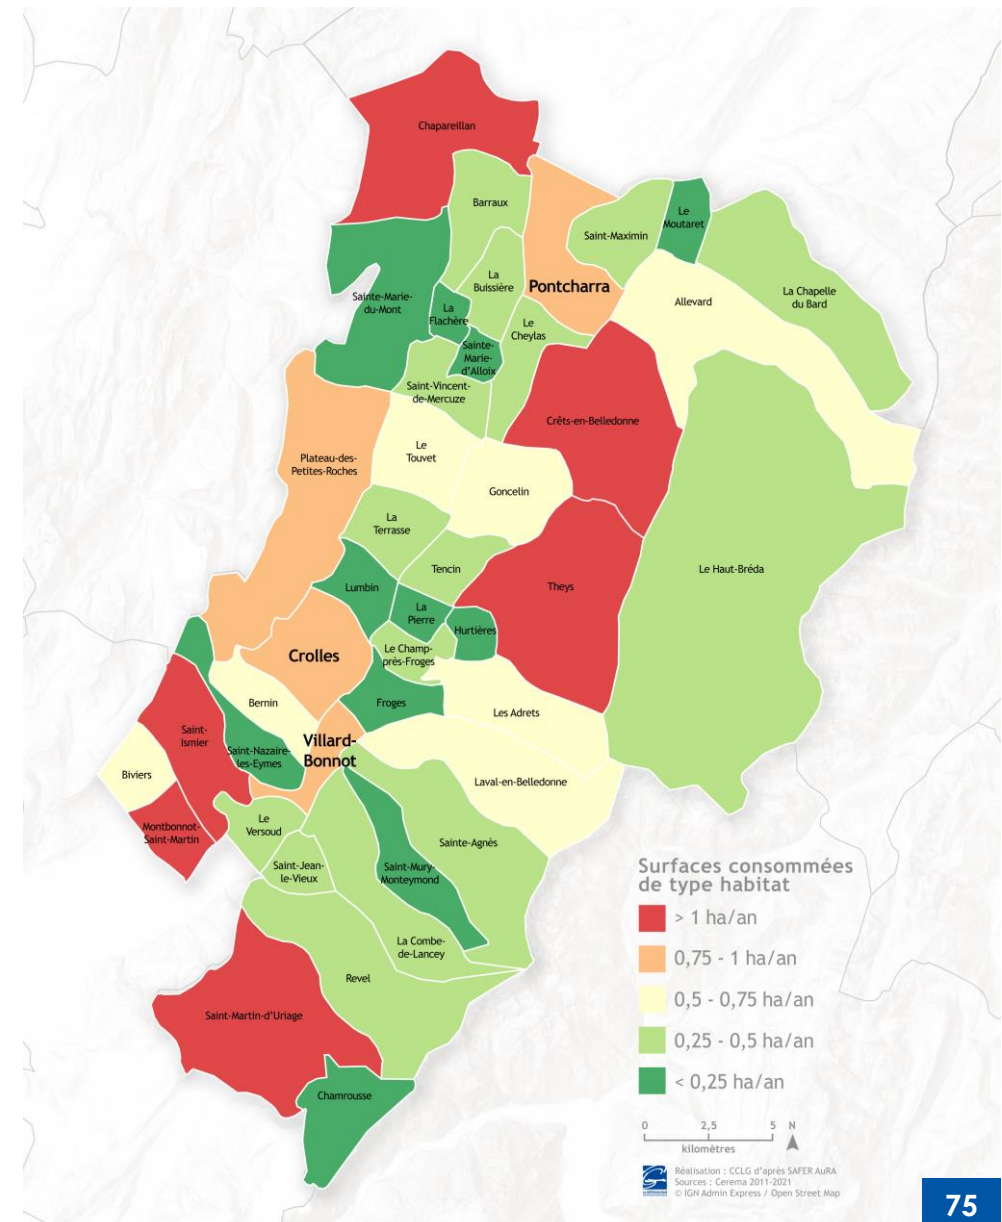 Chapareillan
Barraux
Le
Moutaret
Saint-Maximin
La
Buissière
Pontcharra
La Chapelle
du Bard
Sainte-Marie-
du-Mont
Allevard
La
Flachère
Le
Cheylas
Sainte-
Marie-
d'Alloix
Saint-Vincent-
de-Mercuze
Crêts-en-Belledonne
Le
Touvet
Plateau-des-
Petites-Roches
Goncelin
La
Terrasse
Tencin
Le Haut-Bréda
Lumbin
Theys
La
Pierre
Hurtières
Crolles
Le Champ-
près-Froges
Bernin
Froges
Les Adrets
Saint-
Ismier
Villard-
Bonnot
Saint-Nazaire-
les-Eymes
Biviers
Laval-en-Belledonne
Montbonnot-
Saint-Martin
Le
Versoud
Sainte-Agnès
Saint-Jean-
le-Vieux
Saint-Mury-
Monteymond
La Combe-
de-Lancey
Revel
Saint-Martin-d'Uriage
Chamrousse
Surfaces consommées
de type habitat
> 1 ha/an
0,75 - 1 ha/an
0,5 - 0,75 ha/an
0,25 - 0,5 ha/an
< 0,25 ha/an
0 2,5 5 N
kilomètres
Réalisation : CCLG d'après SAFER AuRA
Sources : Cerema 2011-2021
© IGN Admin Express / Open Street Map
75